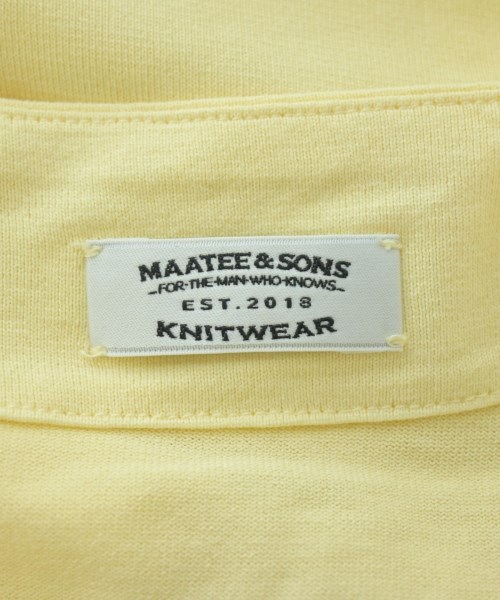 MAATEE & SONS
-FOR-THE-MAN-WHO-KNOWS-
EST.2018
KNITWEAR